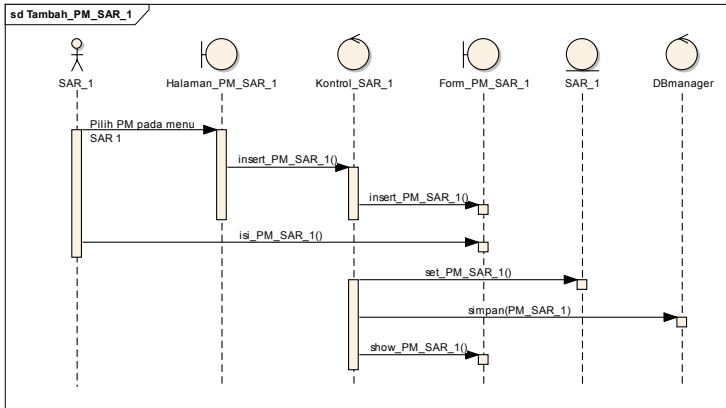 sd Tambah_PM_SAR_1
SAR_1
Halaman_PM_SAR_1
Kontrol_SAR_1
Form_PM_SAR_1
SAR_1
DBmanager
Pilih PM pada menu
SAR 1
insert_PM_SAR_1()
insert_PM_SAR_1()
isi_PM_SAR_1()
set_PM_SAR_1()
simpan(PM_SAR_1)
show_PM_SAR_1()